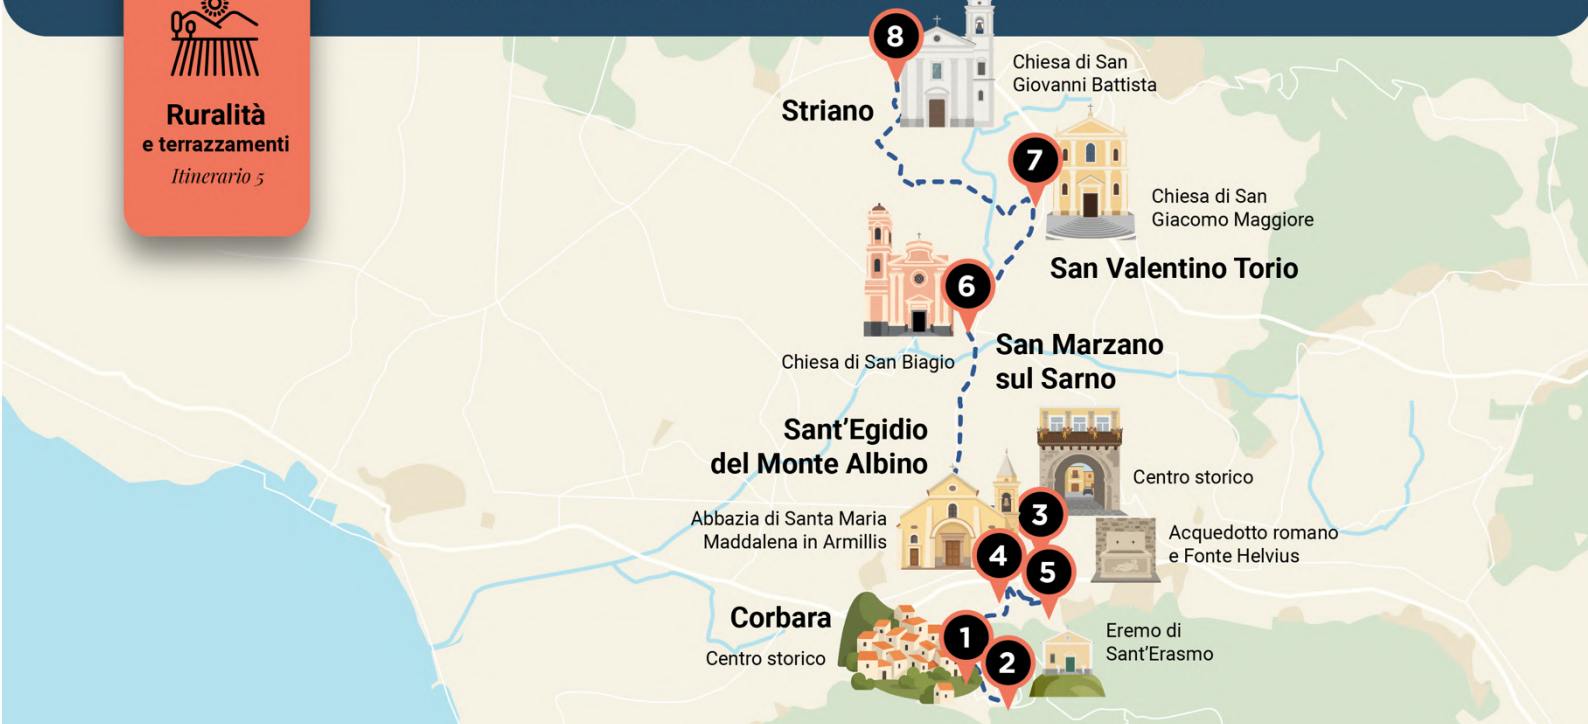 Ruralità
e terrazzamenti
Itinerario 5
8
Chiesa di San
Giovanni Battista
Striano
7
Chiesa di San
Giacomo Maggiore
San Valentino Torio
6
Chiesa di San Biagio
San Marzano
sul Sarno
Sant'Egidio
del Monte Albino
Centro storico
3
Abbazia di Santa Maria
Maddalena in Armillis
Acquedotto romano
e Fonte Helvius
4
5
Corbara
Centro storico
1
2
Eremo di
Sant'Erasmo